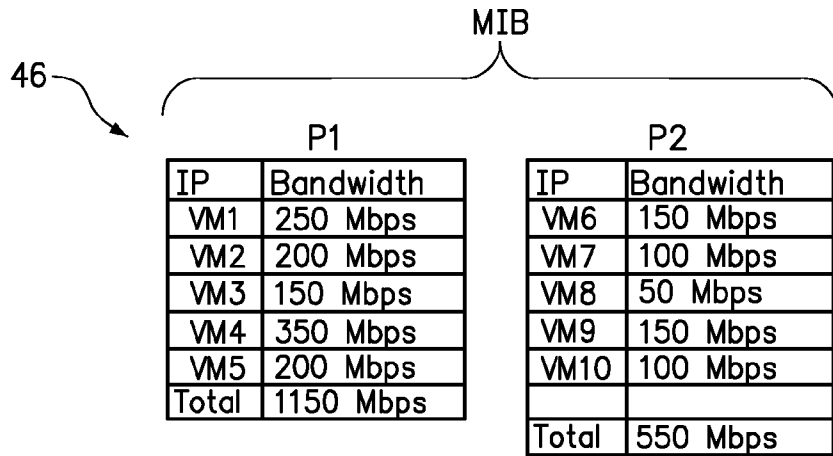 MIB
46
P1
IP Bandwidth
VM1 250 Mbps
VM2 200 Mbps
VM3 150 Mbps
VM4 350 Mbps
VM5 200 Mbps
Total 1150 Mbps
P2
IP Bandwidth
VM6 150 Mbps
VM7 100 Mbps
VM8 50 Mbps
VM9 150 Mbps
VM10 100 Mbps
Total 550 Mbps